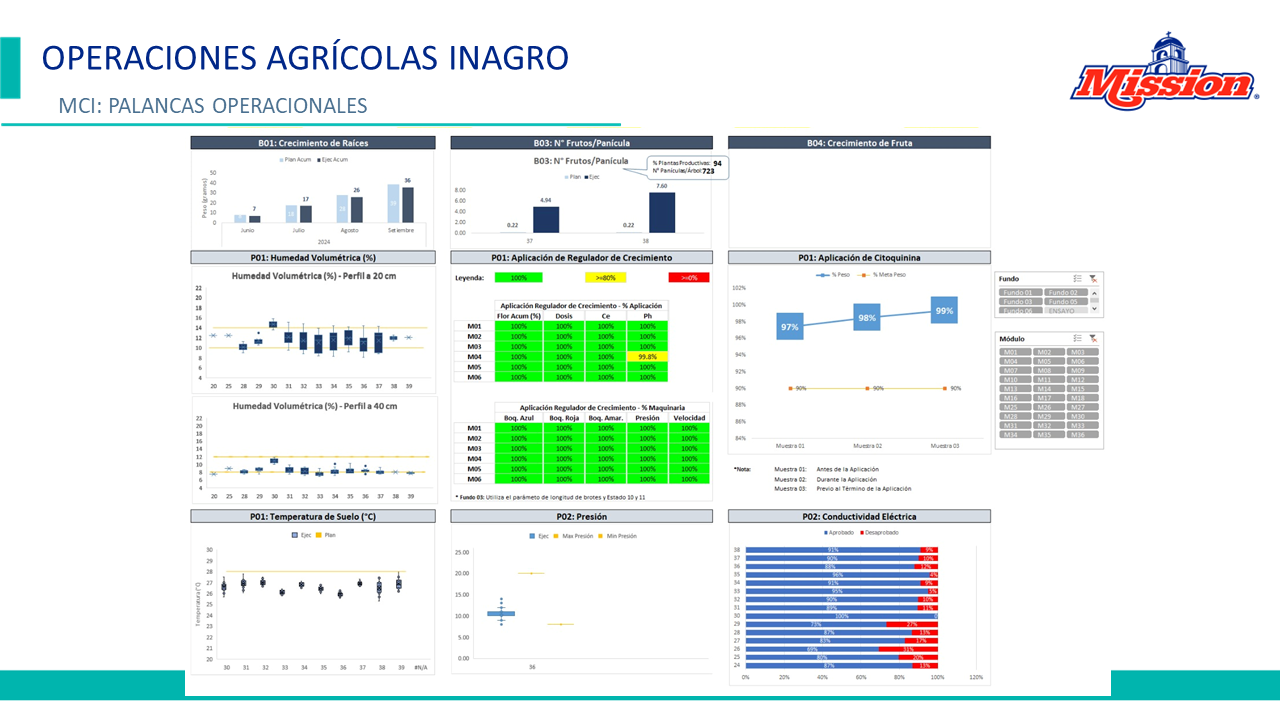 OPERACIONES AGRÍCOLAS INAGRO
MCI: PALANCAS OPERACIONALES
Mission
B01: Crecimiento de Raíces
Plan Acum Ejec Acum
Peso (gramos)
50
40
30
20
10
0
7
17
26
36
Junio Julio Agosto Setiembre
2024
B03: N° Frutos/Panícula
B03: N° Frutos/Panícula
% Plantas Productivas: 94
N° Panículas/Árbol: 723
Plan Ejec
8.00
6.00
4.00
2.00
0.00
0.22 4.94 0.22 7.60
37 38
B04: Crecimiento de Fruta
P01: Humedad Volumétrica (%)
Humedad Volumétrica (%) - Perfil a 20 cm
22
20
18
16
14
12
10
8
6
4
20 25 28 29 30 31 32 33 34 35 36 37 38 39
Humedad Volumétrica (%) - Perfil a 40 cm
22
20
18
16
14
12
10
8
6
4
20 25 28 29 30 31 32 33 34 35 36 37 38 39
P01: Aplicación de Regulador de Crecimiento
Leyenda: 100% >=80% >=0%
Aplicación Regulador de Crecimiento - % Aplicación
Flor Acum (%) Dosis Ce Ph
M01 100% 100% 100% 100%
M02 100% 100% 100% 100%
M03 100% 100% 100% 100%
M04 100% 100% 100% 99.8%
M05 100% 100% 100% 100%
M06 100% 100% 100% 100%
Aplicación Regulador de Crecimiento - % Maquinaria
Boq. Azul Boq. Roja Boq. Amar. Presión Velocidad
M01 100% 100% 100% 100% 100%
M02 100% 100% 100% 100% 100%
M03 100% 100% 100% 100% 100%
M04 100% 100% 100% 100% 100%
M05 100% 100% 100% 100% 100%
M06 100% 100% 100% 100% 100%
* Fundo 03: Utiliza el parámeto de longitud de brotes y Estado 10 y 11
P01: Aplicación de Citoquinina
% Peso % Meta Peso
102%
100%
98%
96%
94%
92%
90%
88%
86%
84%
97% 98% 99%
90% 90% 90%
Muestra 01 Muestra 02 Muestra 03
*Nota: Muestra 01: Antes de la Aplicación
Muestra 02: Durante la Aplicación
Muestra 03: Previo al Término de la Aplicación
Fundo
Fundo 01 Fundo 02
Fundo 03 Fundo 05
Fundo 06 ENSAYO
Módulo
M01 M02 M03
M04 M05 M06
M07 M08 M09
M10 M11 M12
M13 M14 M15
M16 M17 M18
M25 M26 M27
M28 M29 M30
M31 M32 M33
M34 M35 M36
P01: Temperatura de Suelo (°C)
Ejec Plan
Temperatura (°C)
30
29
28
27
26
25
24
23
22
21
20
30 31 32 33 34 35 36 37 38 39 #N/A
P02: Presión
Ejec Max Presión Min Presión
25.00
20.00
15.00
10.00
5.00
0.00
36
P02: Conductividad Eléctrica
Aprobado Desaprobado
38 91% 9%
37 90% 10%
36 88% 12%
35 96% 4%
34 91% 9%
33 95% 5%
32 90% 10%
31 89% 11%
30 100%
29 73% 27%
28 87% 13%
27 83% 17%
26 69% 31%
25 80% 20%
24 87% 13%
0% 20% 40% 60% 80% 100% 120%